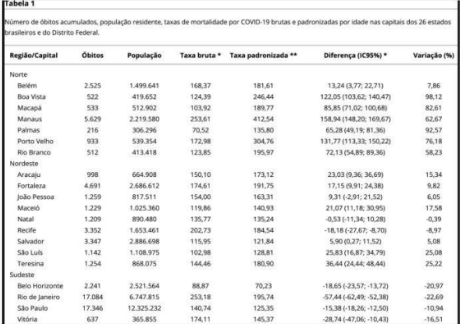 Tabela 1
Número de óbitos acumulados, população residente, taxas de mortalidade por COVID-19 brutas e padronizadas por idade nas capitais dos 26 estados
brasileiros e do Distrito Federal.
Região/Capital Óbitos População Taxa bruta * Taxa padronizada ** Diferença (IC95%) * Variação (%)
Norte
Belém 2.525 1.499.641 168,37 181,61 13,24 (3,77; 22,71) 7,86
Boa Vista 522 419.652 124,39 246,44 122,05 (103,62; 140,47) 98,12
Macapá 533 512.902 103,92 189,77 85,85 (71,02; 100,68) 82,61
Manaus 5.629 2.219.580 253,61 412,54 158,94 (148,20; 169,67) 62,67
Palmas 216 306.296 70,52 135,80 65,28 (49,19; 81,36) 92,57
Porto Velho 933 539.354 172,98 304,76 131,77 (113,33; 150,22) 76,18
Rio Branco 512 413.418 123,85 195,97 72,13 (54,89; 89,36) 58,23
Nordeste
Aracaju 998 664.908 150,10 173,12 23,03 (9,36; 36,69) 15,34
Fortaleza 4.691 2.686.612 174,61 191,75 17,15 (9,91; 24,38) 9,82
João Pessoa 1.259 817.511 154,00 163,31 9,31 (-2,91; 21,52) 6,05
Maceió 1.229 1.025.360 119,86 140,93 21,07 (11,18; 30,95) 17,58
Natal 1.209 890.480 135,77 135,24 -0,53 (-11,34; 10,28) -0,39
Recife 3.352 1.653.461 202,73 184,54 -18,18 (-27,67; -8,70) -8,97
Salvador 3.347 2.886.698 115,95 121,84 5,90 (0,27; 11,52) 5,08
São Luís 1.142 1.108.975 102,98 128,81 25,83 (16,87; 34,79) 25,08
Teresina 1.254 868.075 144,46 180,90 36,44 (24,44; 48,44) 25,22
Sudeste
Belo Horizonte 2.241 2.521.564 88,87 70,23 -18,65 (-23,57; -13,72) -20,97
Rio de Janeiro 17.084 6.747.815 253,18 195,74 -57,44 (-62,49; -52,38) -22,69
São Paulo 17.346 12.325.232 140,74 125,35 -15,38 (-18,26; -12,50) -10,94
Vitória 637 365.855 174,11 145,37 -28,74 (-47,06; -10,43) -16,51